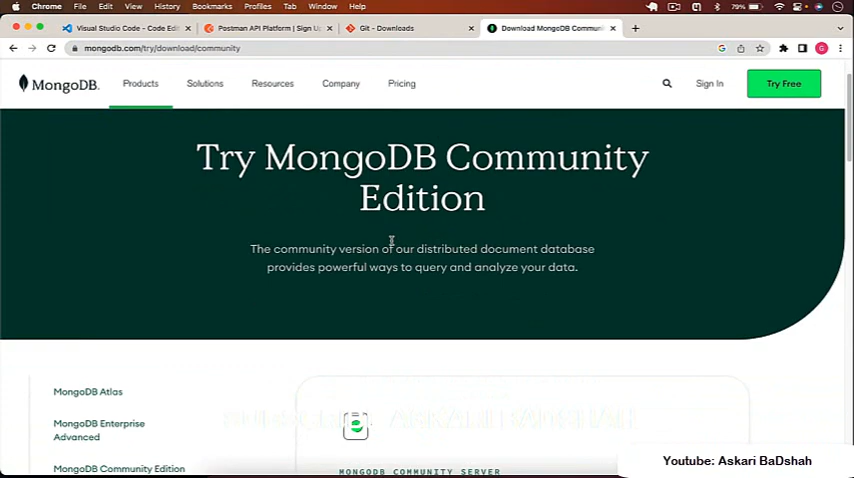 Chrome File Edit View History Bookmarks Profiles Tab Window Help 79%
Visual Studio Code - Code Edit Postman API Platform | Sign Up Git - Downloads Download MongoDB Communi
mongodb.com/try/download/community
MongoDB. Products Solutions Resources Company Pricing Sign In Try Free
Try MongoDB Community
Edition
The community version of our distributed document database
provides powerful ways to query and analyze your data.
MongoDB Atlas
MongoDB Enterprise
Advanced
MongoDB Community Edition
MONGODB COMMUNITY SERVER
Youtube: Askari BaDshah